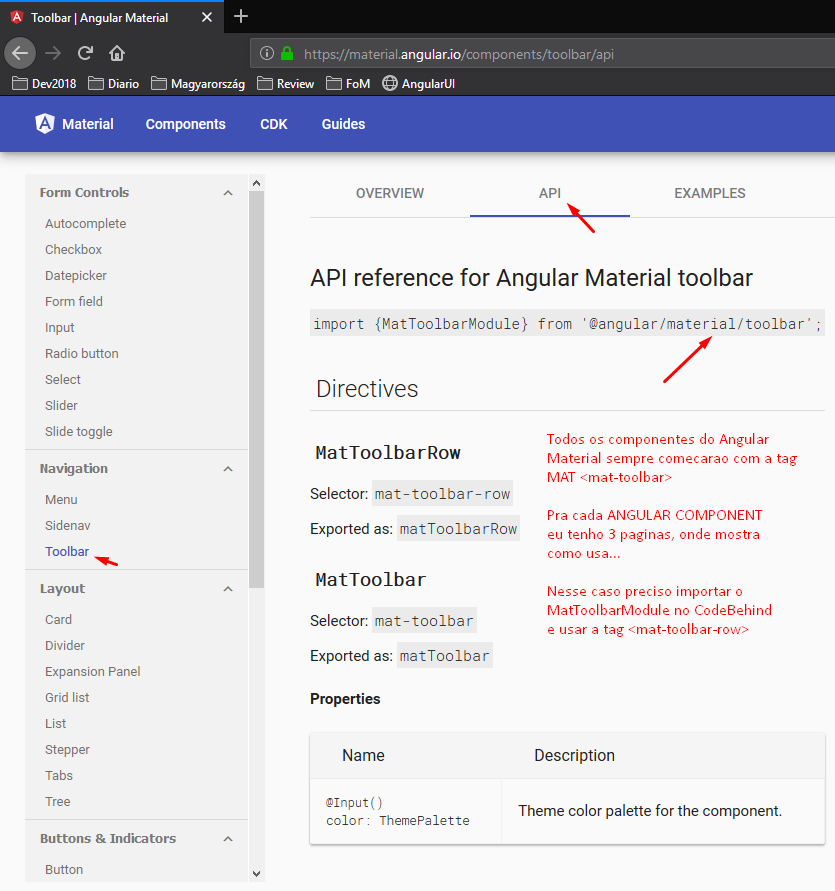 Toolbar | Angular Material
https://material.angular.io/components/toolbar/api
Dev2018 Diario Magyarország Review FoM AngularUI
Material Components CDK Guides
Form Controls
Autocomplete
Checkbox
Datepicker
Form field
Input
Radio button
Select
Slider
Slide toggle
Navigation
Menu
Sidenav
Toolbar
Layout
Card
Divider
Expansion Panel
Grid list
List
Stepper
Tabs
Tree
Buttons & Indicators
Button
OVERVIEW API EXAMPLES
API reference for Angular Material toolbar
import {MatToolbarModule} from '@angular/material/toolbar';
Directives
MatToolbarRow
Selector: mat-toolbar-row
Exported as: matToolbarRow
MatToolbar
Selector: mat-toolbar
Exported as: matToolbar
Properties
Name Description
@Input()
color: ThemePalette
Theme color palette for the component.
Todos os componentes do Angular
Material sempre comecarao com a tag
MAT <mat-toolbar>
Pra cada ANGULAR COMPONENT
eu tenho 3 paginas, onde mostra
como usa...
Nesse caso preciso importar o
MatToolbarModule no CodeBehind
e usar a tag <mat-toolbar-row>